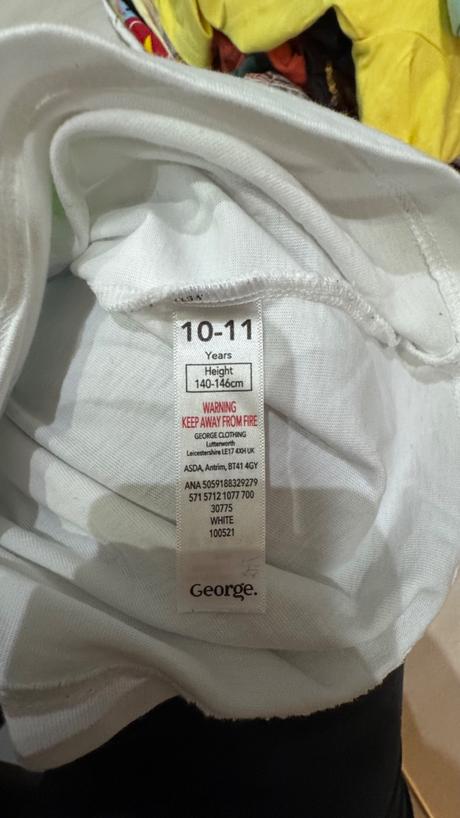 10-11
Years
Height
140-146cm
WARNING
KEEP AWAY FROM FIRE
GEORGE CLOTHING
Lutterworth
Leicestershire LE17 4XH UK
ASDA, Antrim, BT41 4GY
ANA 5059188329279
571 5712 1077 700
30775
WHITE
100521
George.